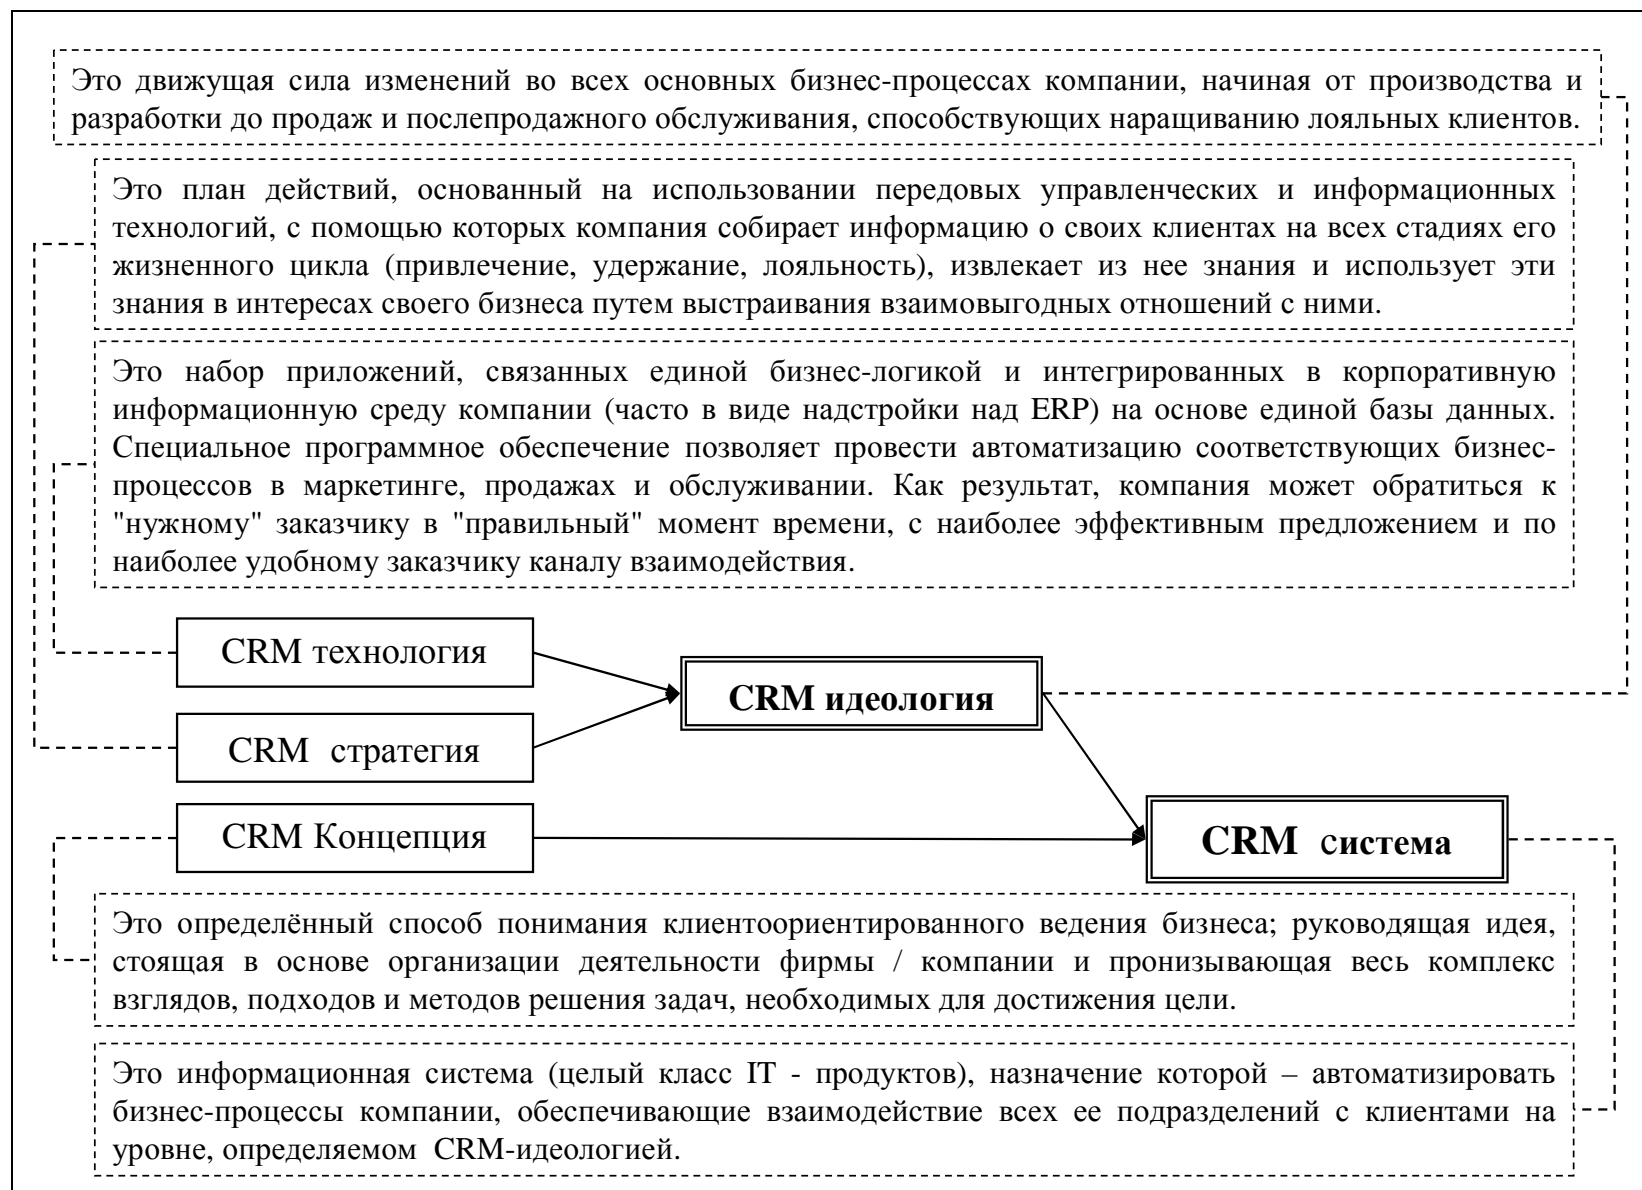 Это движущая сила изменений во всех основных бизнес-процессах компании, начиная от производства и
разработки до продаж и послепродажного обслуживания, способствующих наращиванию лояльных клиентов.
Это план действий, основанный на использовании передовых управленческих и информационных
технологий, с помощью которых компания собирает информацию о своих клиентах на всех стадиях его
жизненного цикла (привлечение, удержание, лояльность), извлекает из нее знания и использует эти
знания в интересах своего бизнеса путем выстраивания взаимовыгодных отношений с ними.
Это набор приложений, связанных единой бизнес-логикой и интегрированных в корпоративную
информационную среду компании (часто в виде надстройки над ERP) на основе единой базы данных.
Специальное программное обеспечение позволяет провести автоматизацию соответствующих бизнес-
процессов в маркетинге, продажах и обслуживании. Как результат, компания может обратиться к
"нужному" заказчику в "правильный" момент времени, с наиболее эффективным предложением и по
наиболее удобному заказчику каналу взаимодействия.
CRM технология
CRM идеология
CRM стратегия
CRM Концепция
CRM система
Это определённый способ понимания клиентоориентированного ведения бизнеса; руководящая идея,
стоящая в основе организации деятельности фирмы / компании и пронизывающая весь комплекс
взглядов, подходов и методов решения задач, необходимых для достижения цели.
Это информационная система (целый класс IT - продуктов), назначение которой – автоматизировать
бизнес-процессы компании, обеспечивающие взаимодействие всех ее подразделений с клиентами на
уровне, определяемом CRM-идеологией.